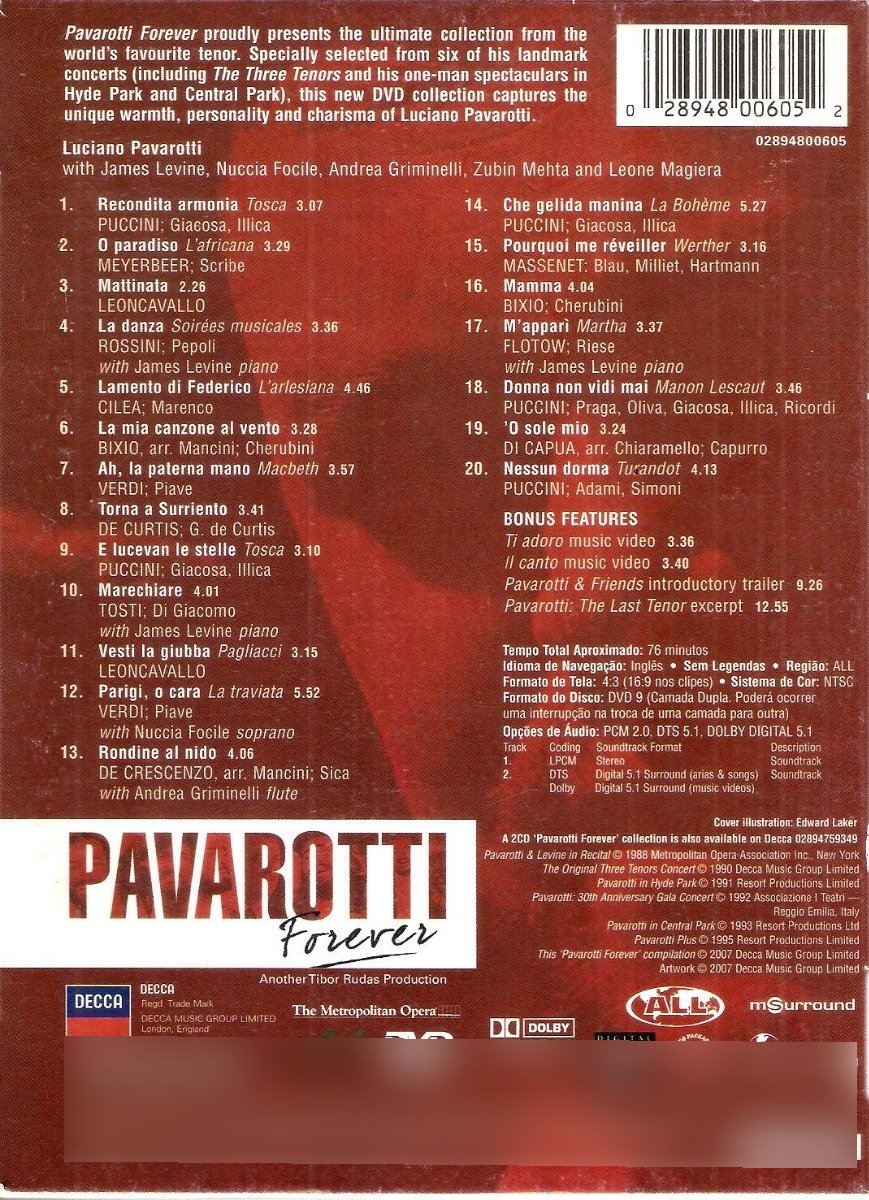 Pavarotti Forever proudly presents the ultimate collection from the
world's favourite tenor. Specially selected from six of his landmark
concerts (including The Three Tenors and his one-man spectaculars in
Hyde Park and Central Park), this new DVD collection captures the
unique warmth, personality and charisma of Luciano Pavarotti.
0 28948 00605 2
02894800605
Luciano Pavarotti
with James Levine, Nuccia Focile, Andrea Griminelli, Zubin Mehta and Leone Magiera
1. Recondita armonia Tosca 3.07
PUCCINI; Giacosa, Illica
2. O paradiso L'africana 3.29
MEYERBEER; Scribe
3. Mattinata 2.26
LEONCAVALLO
4. La danza Soirées musicales 3.36
ROSSINI; Pepoli
with James Levine piano
5. Lamento di Federico L'arlesiana 4.46
CILEA; Marenco
6. La mia canzone al vento 3.28
BIXIO, arr. Mancini; Cherubini
7. Ah, la paterna mano Macbeth 3.57
VERDI; Piave
8. Torna a Surriento 3.41
DE CURTIS; G. de Curtis
9. E lucevan le stelle Tosca 3.10
PUCCINI; Giacosa, Illica
10. Marechiare 4.01
TOSTI; Di Giacomo
with James Levine piano
11. Vesti la giubba Pagliacci 3.15
LEONCAVALLO
12. Parigi, o cara La traviata 5.52
VERDI; Piave
with Nuccia Focile soprano
13. Rondine al nido 4.06
DE CRESCENZO, arr. Mancini; Sica
with Andrea Griminelli flute
14. Che gelida manina La Bohème 5.27
PUCCINI; Giacosa, Illica
15. Pourquoi me réveiller Werther 3.16
MASSENET: Blau, Milliet, Hartmann
16. Mamma 4.04
BIXIO; Cherubini
17. M'apparì Martha 3.37
FLOTOW; Riese
with James Levine piano
18. Donna non vidi mai Manon Lescaut 3.46
PUCCINI; Praga, Oliva, Giacosa, Illica, Ricordi
19. 'O sole mio 3.24
DI CAPUA, arr. Chiaramello; Capurro
20. Nessun dorma Turandot 4.13
PUCCINI; Adami, Simoni
BONUS FEATURES
Ti adoro music video 3.36
Il canto music video 3.40
Pavarotti & Friends introductory trailer 9.26
Pavarotti: The Last Tenor excerpt 12.55
Tempo Total Aproximado: 76 minutos
Idioma de Navegação: Inglês • Sem Legendas • Região: ALL
Formato de Tela: 4:3 (16:9 nos clipes) • Sistema de Cor: NTSC
Formato do Disco: DVD 9 (Camada Dupla. Poderá ocorrer
uma interrupção na troca de uma camada para outra)
Opções de Áudio: PCM 2.0, DTS 5.1, DOLBY DIGITAL 5.1
Track Coding Soundtrack Format Description
1. LPCM Stereo Soundtrack
2. DTS Digital 5.1 Surround (arias & songs) Soundtrack
Dolby Digital 5.1 Surround (music videos)
Cover illustration: Edward Laker
A 2CD 'Pavarotti Forever' collection is also available on Decca 02894759349
Pavarotti & Levine in Recital © 1988 Metropolitan Opera Association Inc., New York
The Original Three Tenors Concert © 1990 Decca Music Group Limited
Pavarotti in Hyde Park © 1991 Resort Productions Limited
Pavarotti: 30th Anniversary Gala Concert © 1992 Associazione I Teatri —
Reggio Emilia, Italy
Pavarotti in Central Park © 1993 Resort Productions Ltd
Pavarotti Plus © 1995 Resort Productions Limited
This 'Pavarotti Forever' compilation © 2007 Decca Music Group Limited
Artwork © 2007 Decca Music Group Limited
PAVAROTTI
Forever
Another Tibor Rudas Production
DECCA
DECCA
Regd. Trade Mark
DECCA MUSIC GROUP LIMITED
London, England
The Metropolitan Opera
DOLBY
DIGITAL
ALL
mSurround